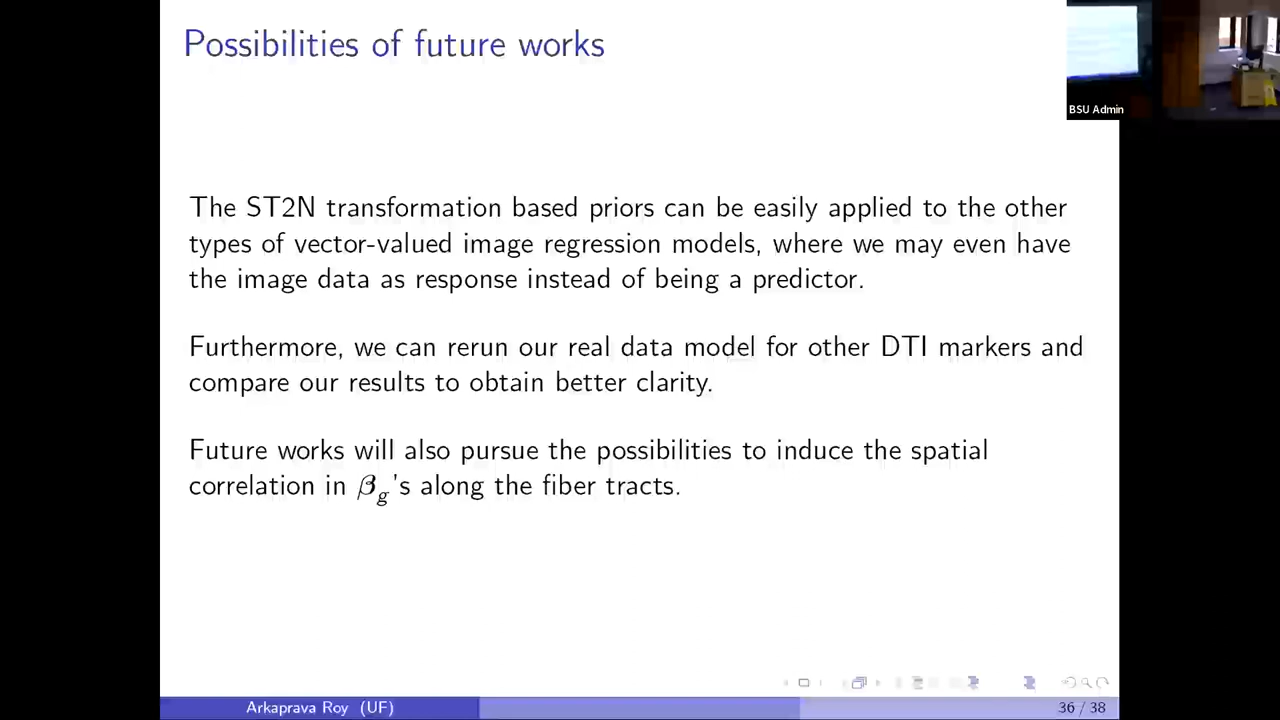 Possibilities of future works
BSU Admin
The ST2N transformation based priors can be easily applied to the other
types of vector-valued image regression models, where we may even have
the image data as response instead of being a predictor.
Furthermore, we can rerun our real data model for other DTI markers and
compare our results to obtain better clarity.
Future works will also pursue the possibilities to induce the spatial
correlation in βg's along the fiber tracts.
Arkaprava Roy (UF)
36 / 38